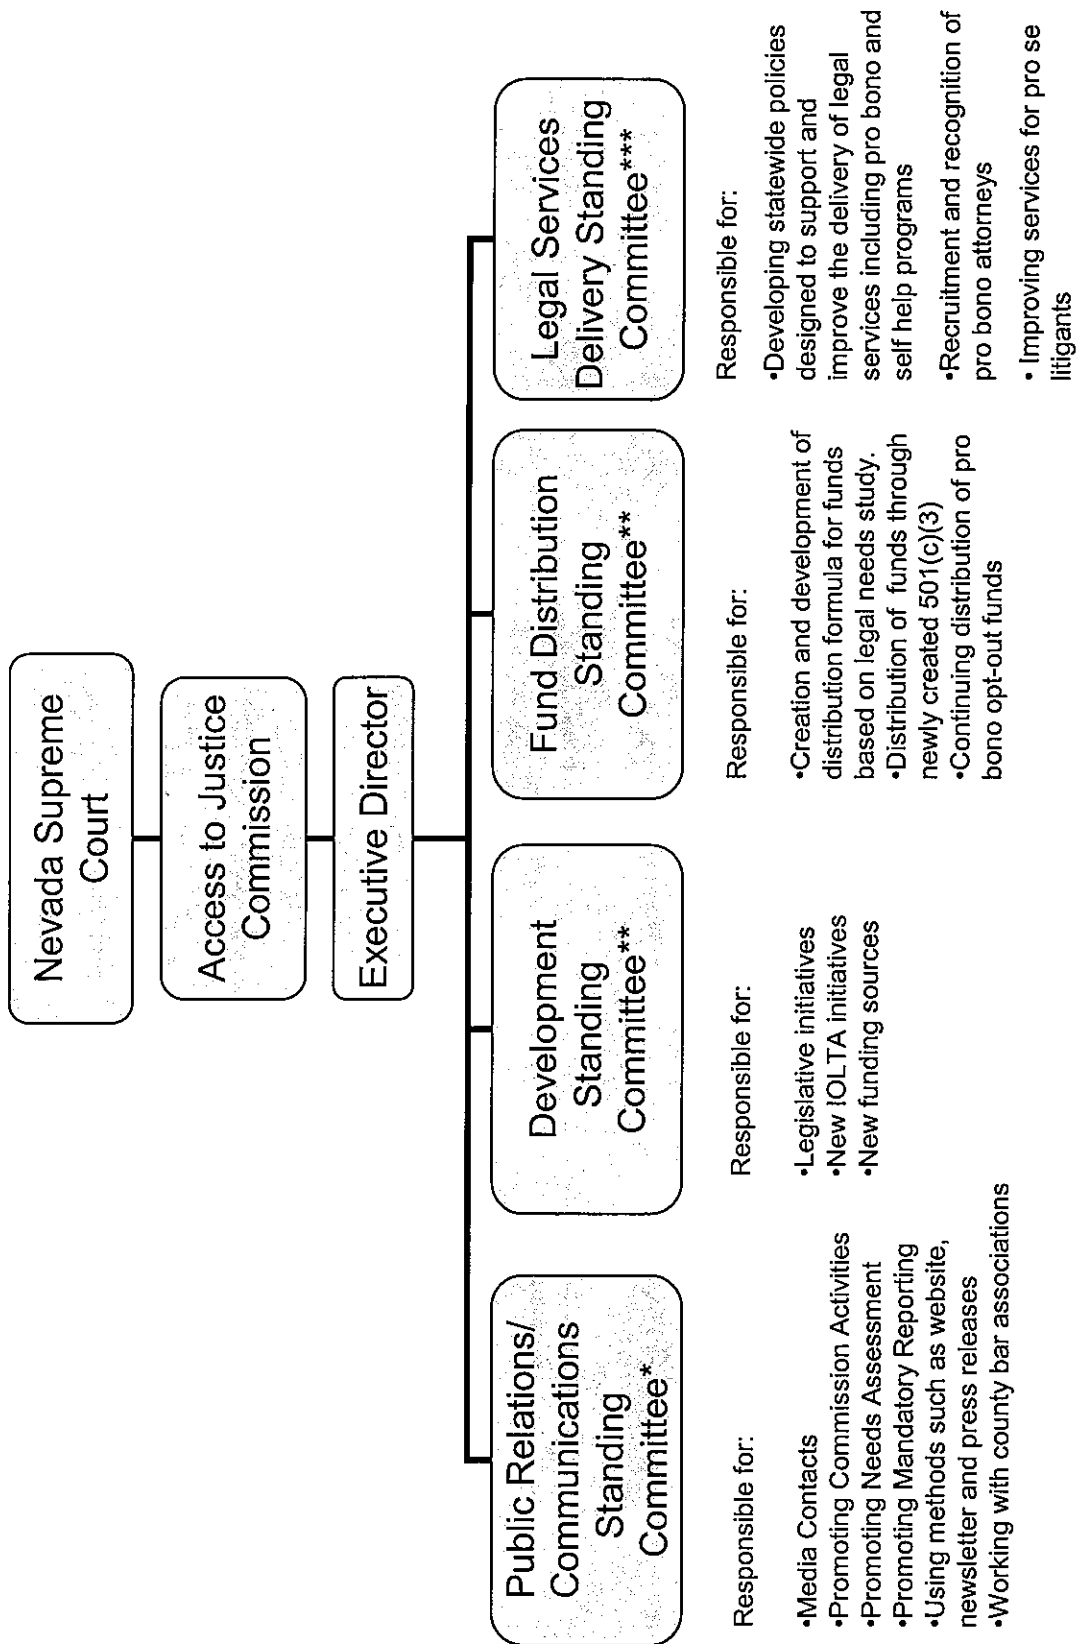 Nevada Supreme
Court
Access to Justice
Commission
Executive Director
Public Relations/
Communications
Standing
Committee*
Responsible for:
•Media Contacts
•Promoting Commission Activities
•Promoting Needs Assessment
•Promoting Mandatory Reporting
•Using methods such as website,
newsletter and press releases
•Working with county bar associations
Development
Standing
Committee**
Responsible for:
•Legislative initiatives
•New IOLTA initiatives
•New funding sources
Fund Distribution
Standing
Committee**
Responsible for:
•Creation and development of
distribution formula for funds
based on legal needs study.
•Distribution of funds through
newly created 501(c)(3)
•Continuing distribution of pro
bono opt-out funds
Legal Services
Delivery Standing
Committee***
Responsible for:
•Developing statewide policies
designed to support and
improve the delivery of legal
services including pro bono and
self help programs
•Recruitment and recognition of
pro bono attorneys
• Improving services for pro se
litigants